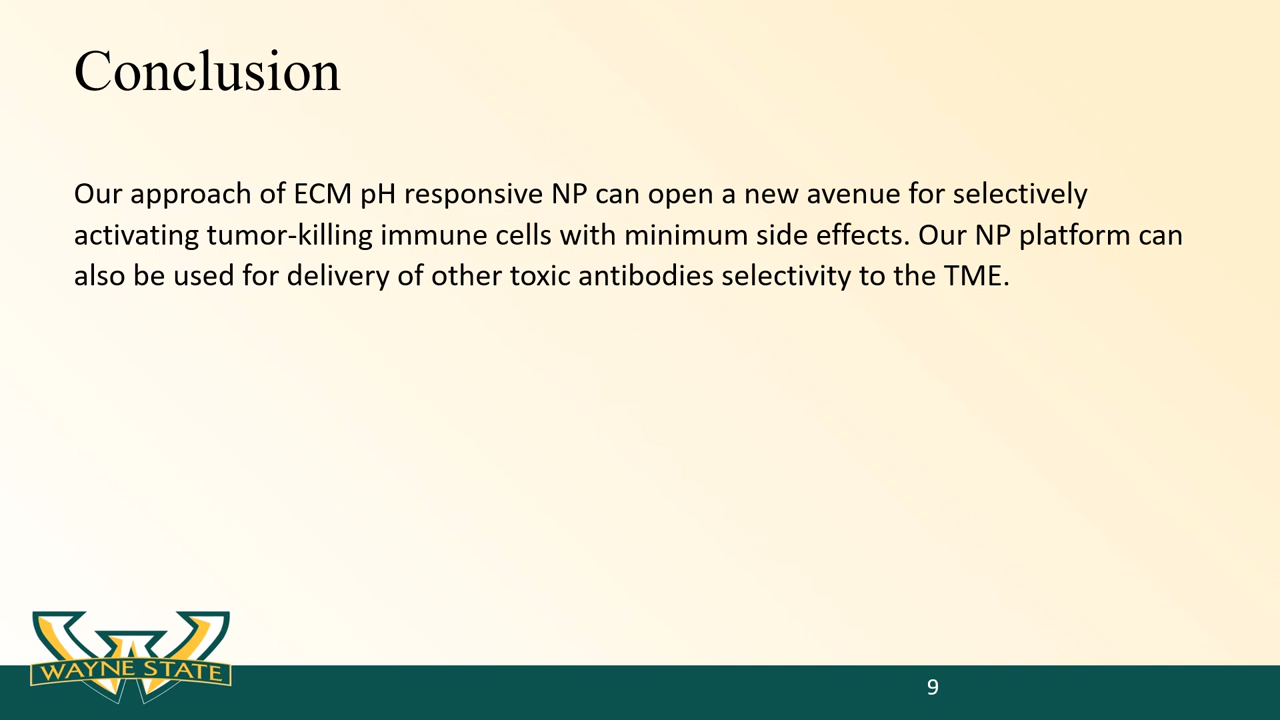 Conclusion
Our approach of ECM pH responsive NP can open a new avenue for selectively
activating tumor-killing immune cells with minimum side effects. Our NP platform can
also be used for delivery of other toxic antibodies selectivity to the TME.
WAYNE STATE
9